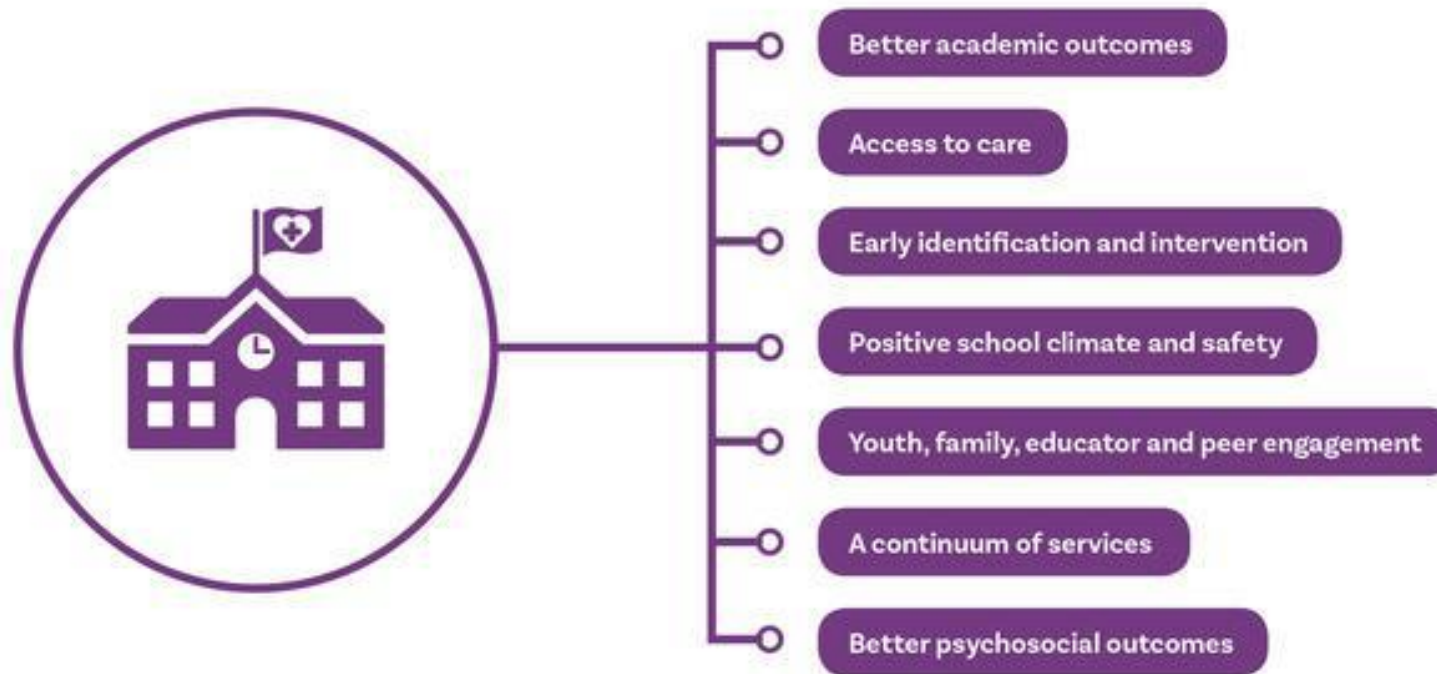 Better academic outcomes
Access to care
Early identification and intervention
Positive school climate and safety
Youth, family, educator and peer engagement
A continuum of services
Better psychosocial outcomes